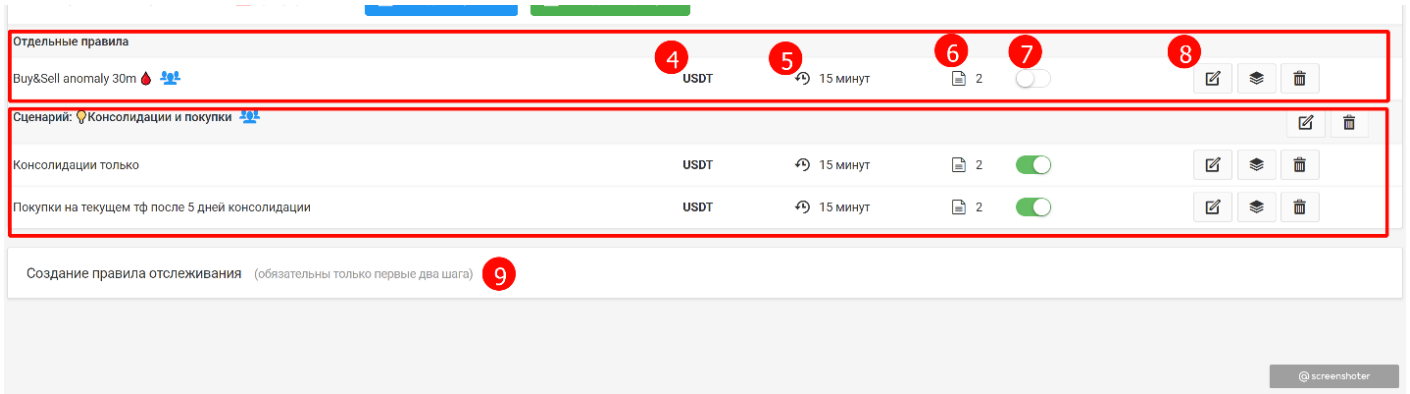 Отдельные правила
4 5 6 7 8
Buy&Sell anomaly 30m USDT 15 минут 2
Сценарий: Консолидации и покупки
Консолидации только USDT 15 минут 2
Покупки на текущем тф после 5 дней консолидации USDT 15 минут 2
Создание правила отслеживания (обязательны только первые два шага) 9
@ screenshoter